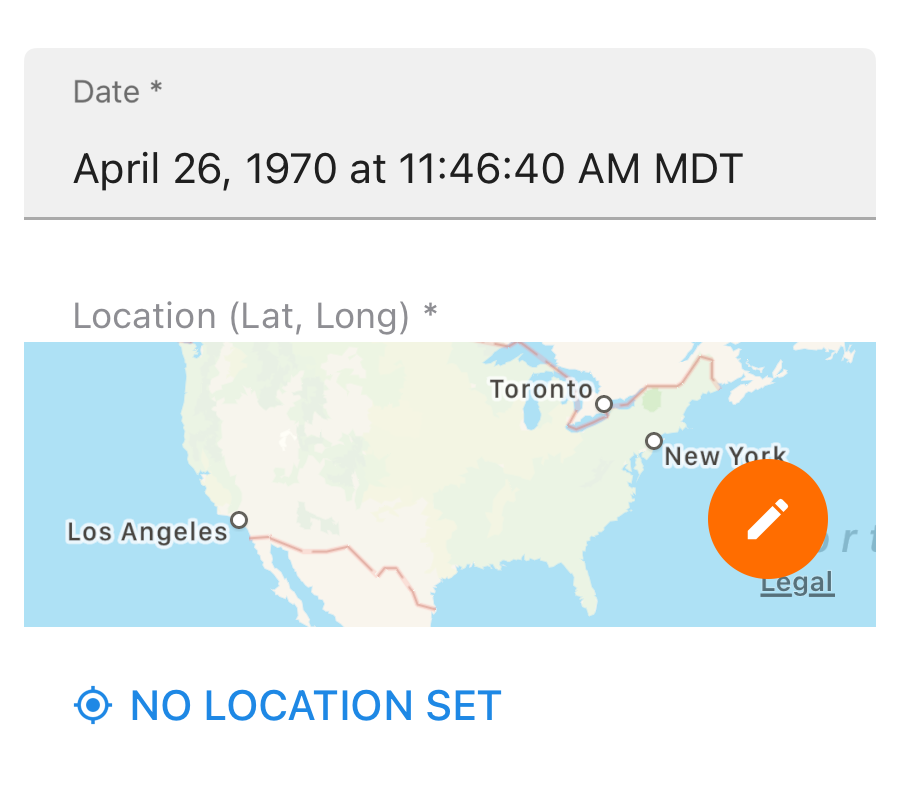 Date *
April 26, 1970 at 11:46:40 AM MDT
Location (Lat, Long) *
Toronto
New York
Los Angeles
Legal
NO LOCATION SET